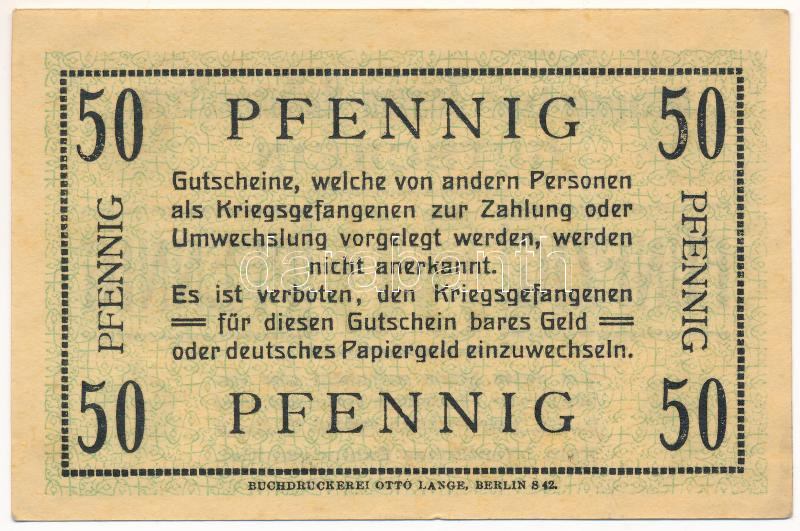 50 PFENNIG 50
Gutscheine, welche von andern Personen
als Kriegsgefangenen zur Zahlung oder
Umwechslung vorgelegt werden, werden
nicht anerkannt.
Es ist verboten, den Kriegsgefangenen
für diesen Gutschein bares Geld
oder deutsches Papiergeld einzuwechseln.
PFENNIG
PFENNIG
50 PFENNIG 50
BUCHDRUCKEREI OTTO LANGE, BERLIN S 42.
darabanth